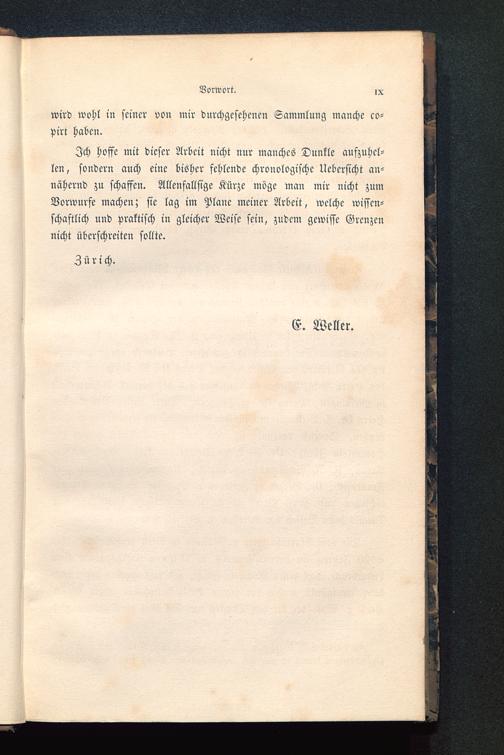 Vorwort. IX
wird wohl in seiner von mir durchgesehenen Sammlung manche co-
pirt haben.
Ich hoffe mit dieser Arbeit nicht nur manches Dunkle aufzuhel-
len, sondern auch eine bisher fehlende chronologische Uebersicht an-
nähernd zu schaffen. Allenfallsige Kürze möge man mir nicht zum
Vorwurfe machen; sie lag im Plane meiner Arbeit, welche wissen-
schaftlich und praktisch in gleicher Weise sein, zudem gewisse Grenzen
nicht überschreiten sollte.
Zürich.
E. Weller.